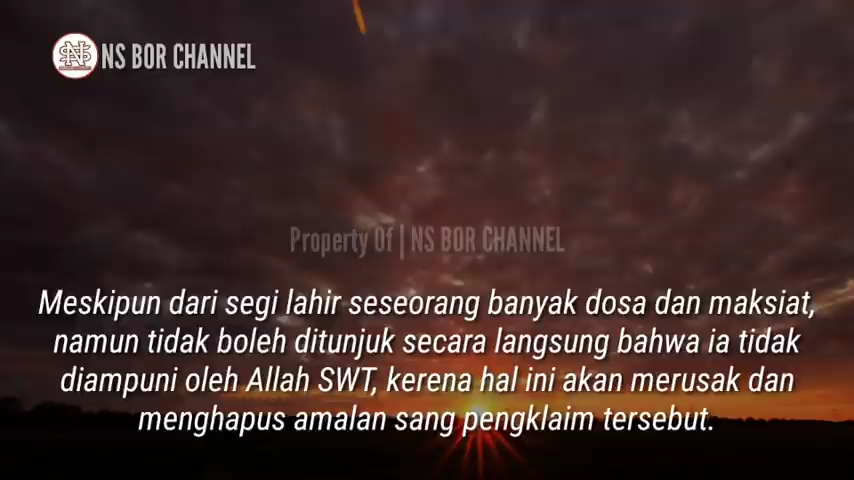 NS BOR CHANNEL
Property Of | NS BOR CHANNEL
Meskipun dari segi lahir seseorang banyak dosa dan maksiat,
namun tidak boleh ditunjuk secara langsung bahwa ia tidak
diampuni oleh Allah SWT, kerena hal ini akan merusak dan
menghapus amalan sang pengklaim tersebut.